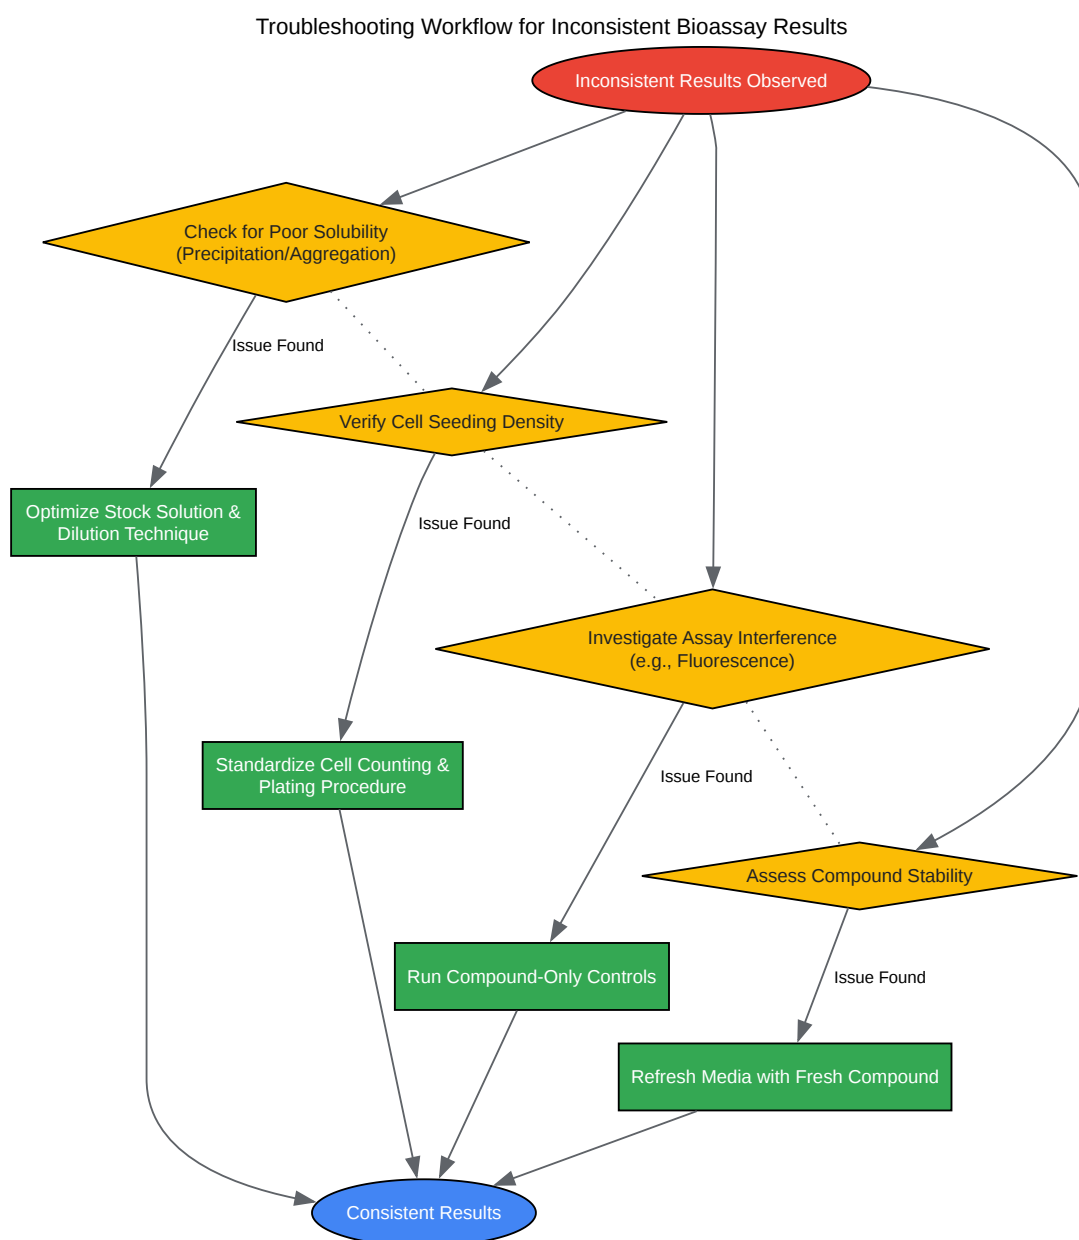 Troubleshooting Workflow for Inconsistent Bioassay Results
Inconsistent Results Observed
Check for Poor Solubility
(Precipitation/Aggregation)
Issue Found
Verify Cell Seeding Density
Optimize Stock Solution &
Dilution Technique
Issue Found
Investigate Assay Interference
(e.g., Fluorescence)
Standardize Cell Counting &
Plating Procedure
Issue Found
Assess Compound Stability
Run Compound-Only Controls
Issue Found
Refresh Media with Fresh Compound
Consistent Results